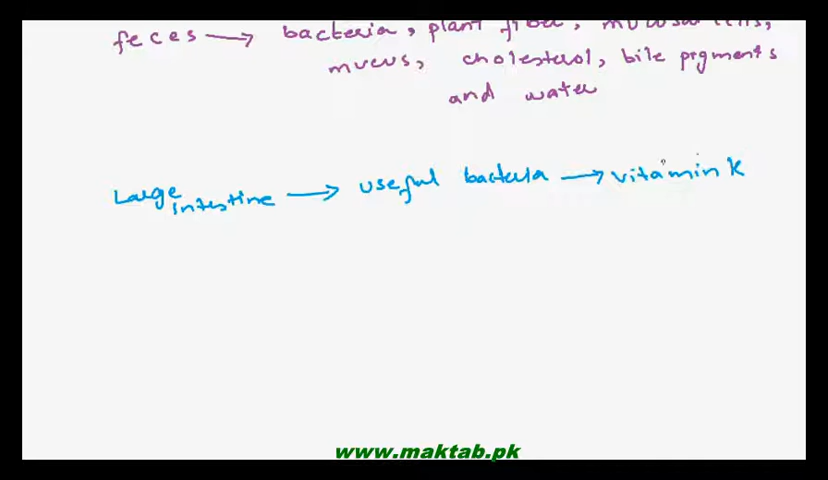 feces → bacteria, plant fiber, mucosal cells,
mucus, cholesterol, bile pigments
and water
Large intestine → useful bacteria → vitamin K
www.maktab.pk